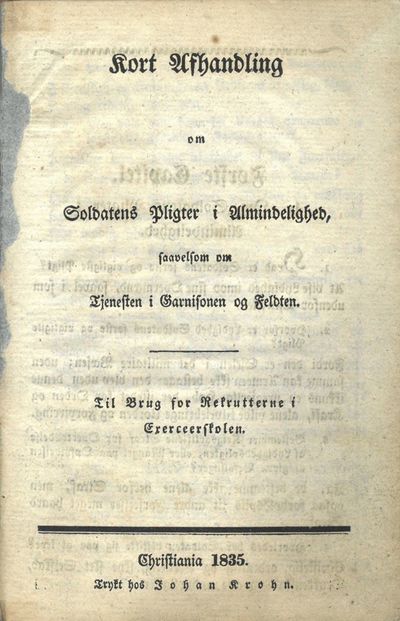 Kort Afhandling
om
Soldatens Pligter i Almindelighed,
saavelsom om
Tjenesten i Garnisonen og Feldten.
Til Brug for Rekrutterne i
Exerceerskolen.
Christiania 1835.
Trykt hos Johan Krohn.